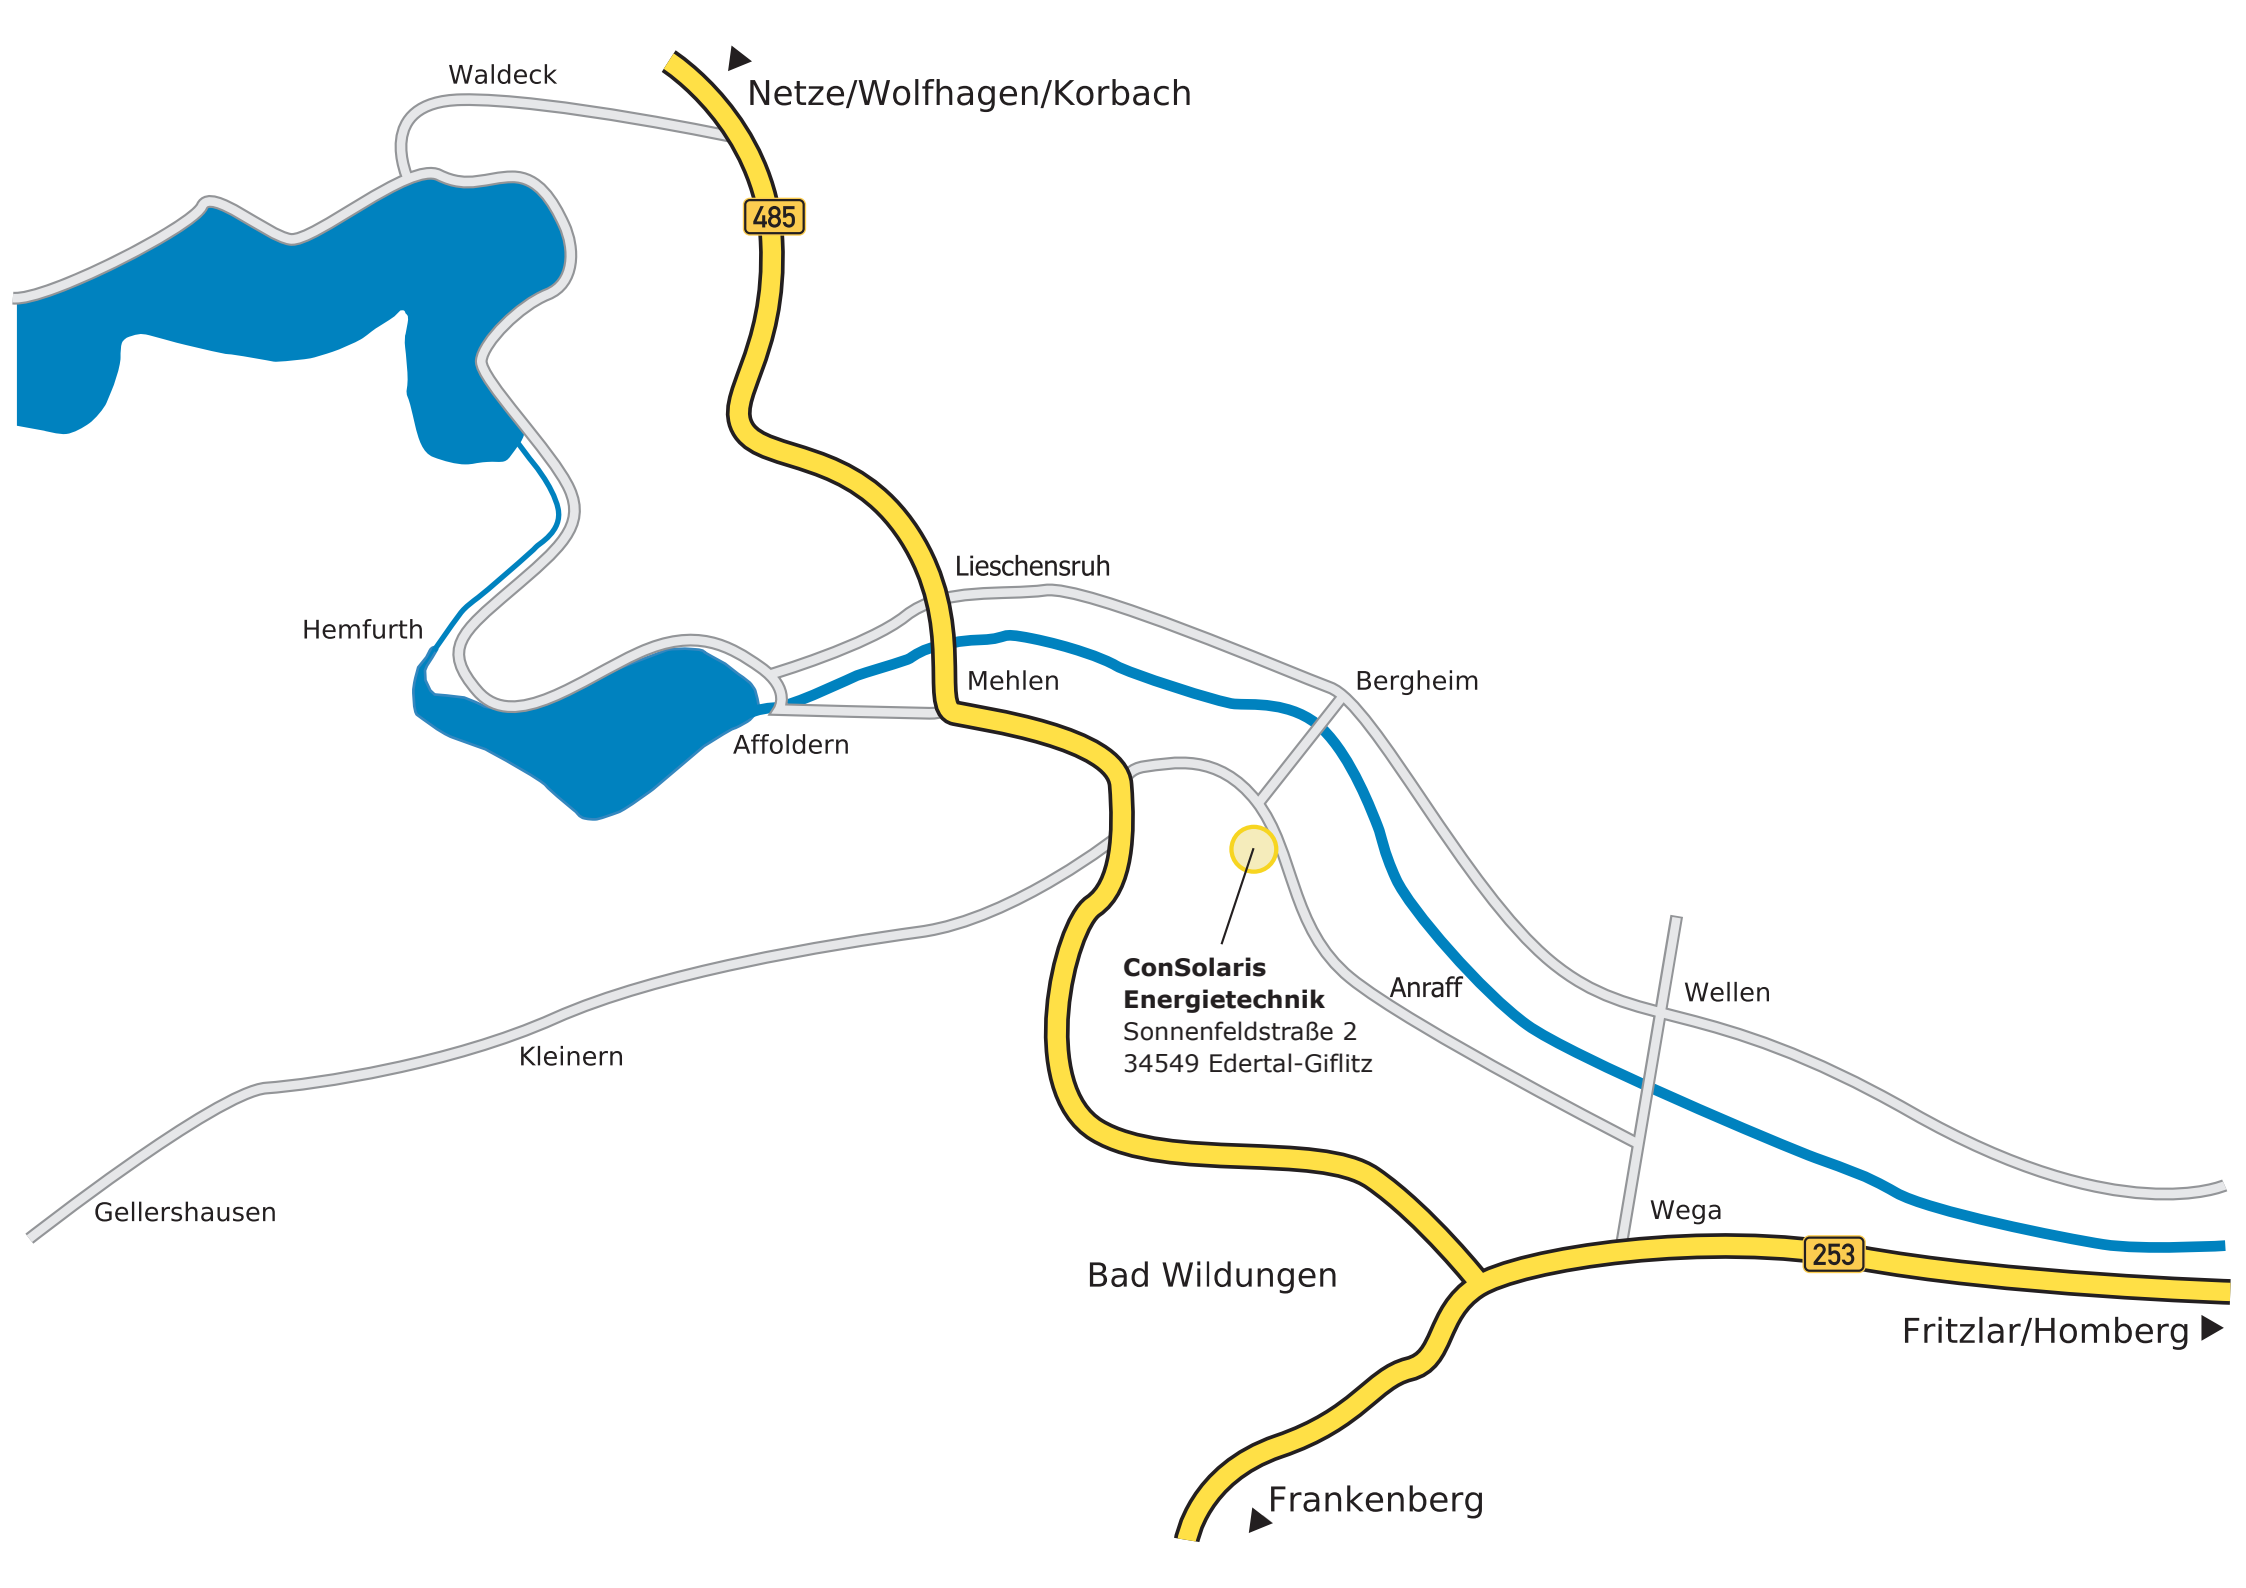 Waldeck
Netze/Wolfhagen/Korbach
485
Lieschensruh
Hemfurth
Mehlen
Bergheim
Affoldern
ConSolaris
Energietechnik
Sonnenfeldstraße 2
34549 Edertal-Giflitz
Anraff
Wellen
Kleinern
Gellershausen
Wega
253
Bad Wildungen
Fritzlar/Homberg
Frankenberg